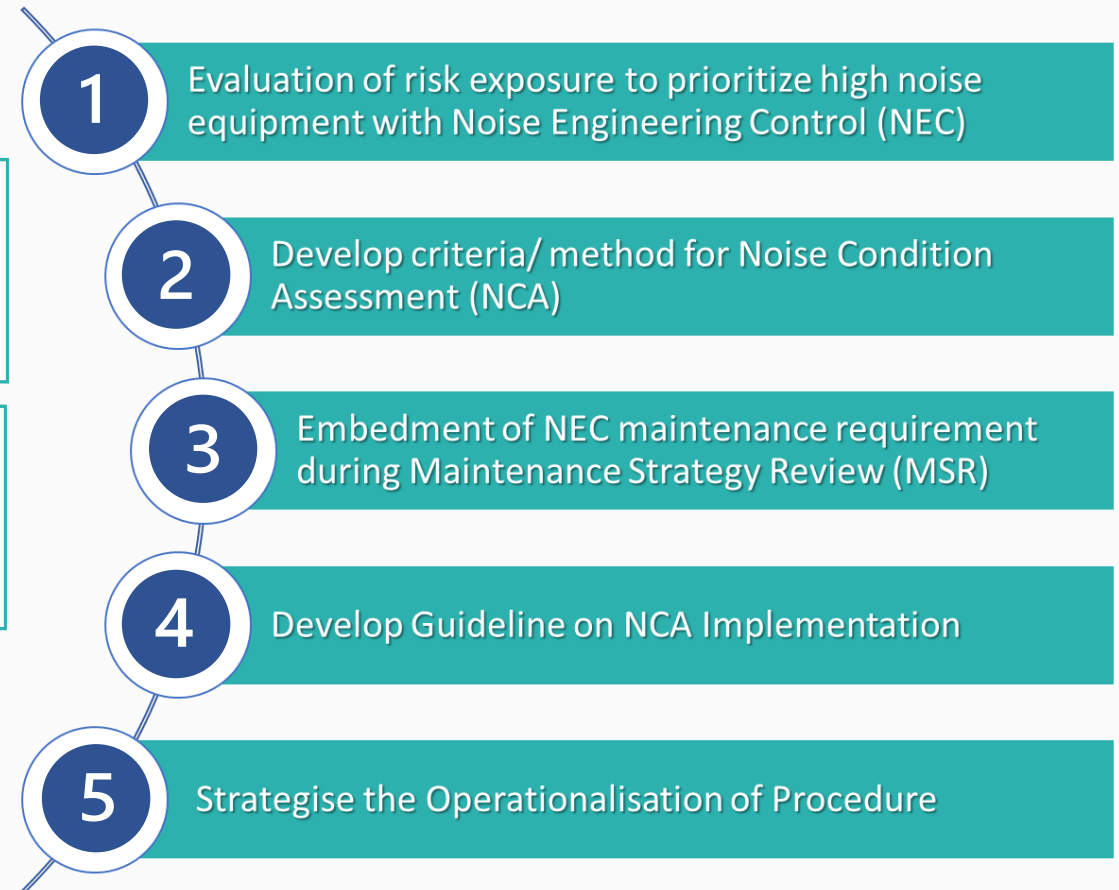 1
Evaluation of risk exposure to prioritize high noise
equipment with Noise Engineering Control (NEC)
2
Develop criteria/ method for Noise Condition
Assessment (NCA)
3
Embedment of NEC maintenance requirement
during Maintenance Strategy Review (MSR)
4
Develop Guideline on NCA Implementation
5
Strategise the Operationalisation of Procedure